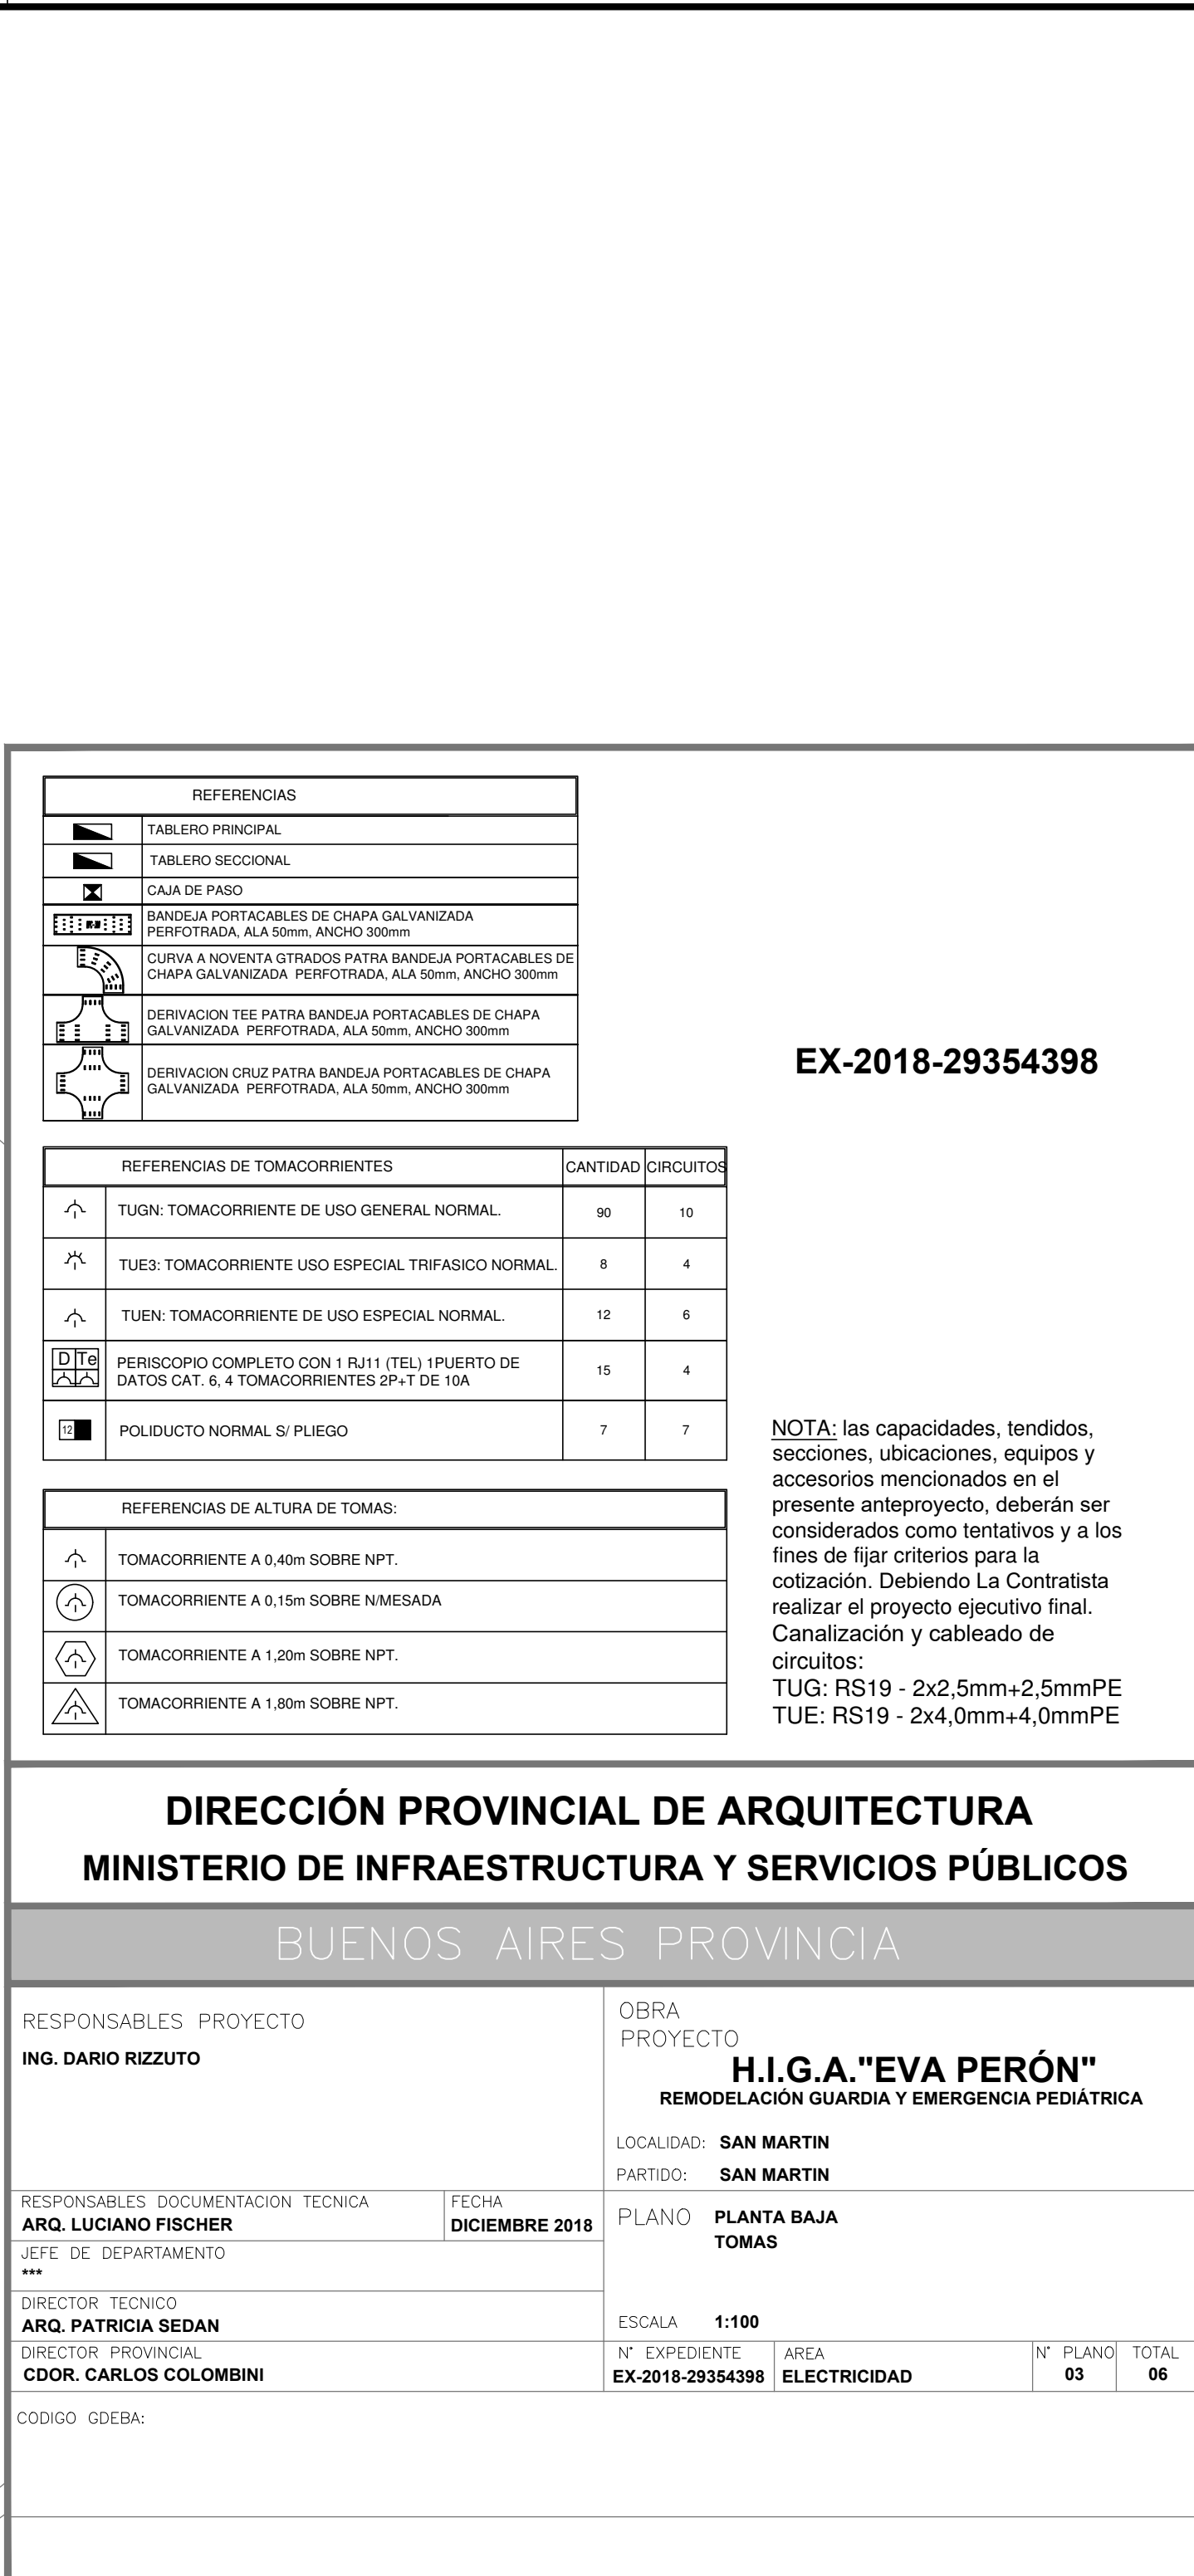 REFERENCIAS
TABLERO PRINCIPAL
TABLERO SECCIONAL
CAJA DE PASO
BANDEJA PORTACABLES DE CHAPA GALVANIZADA
PERFOTRADA, ALA 50mm, ANCHO 300mm
CURVA A NOVENTA GTRADOS PATRA BANDEJA PORTACABLES DE
CHAPA GALVANIZADA PERFOTRADA, ALA 50mm, ANCHO 300mm
DERIVACION TEE PATRA BANDEJA PORTACABLES DE CHAPA
GALVANIZADA PERFOTRADA, ALA 50mm, ANCHO 300mm
DERIVACION CRUZ PATRA BANDEJA PORTACABLES DE CHAPA
GALVANIZADA PERFOTRADA, ALA 50mm, ANCHO 300mm
EX-2018-29354398
REFERENCIAS DE TOMACORRIENTES CANTIDAD CIRCUITOS
TUGN: TOMACORRIENTE DE USO GENERAL NORMAL. 90 10
TUE3: TOMACORRIENTE USO ESPECIAL TRIFASICO NORMAL. 8 4
TUEN: TOMACORRIENTE DE USO ESPECIAL NORMAL. 12 6
D Te
PERISCOPIO COMPLETO CON 1 RJ11 (TEL) 1PUERTO DE
DATOS CAT. 6, 4 TOMACORRIENTES 2P+T DE 10A 15 4
12 POLIDUCTO NORMAL S/ PLIEGO 7 7
REFERENCIAS DE ALTURA DE TOMAS:
TOMACORRIENTE A 0,40m SOBRE NPT.
TOMACORRIENTE A 0,15m SOBRE N/MESADA
TOMACORRIENTE A 1,20m SOBRE NPT.
TOMACORRIENTE A 1,80m SOBRE NPT.
NOTA: las capacidades, tendidos,
secciones, ubicaciones, equipos y
accesorios mencionados en el
presente anteproyecto, deberán ser
considerados como tentativos y a los
fines de fijar criterios para la
cotización. Debiendo La Contratista
realizar el proyecto ejecutivo final.
Canalización y cableado de
circuitos:
TUG: RS19 - 2x2,5mm+2,5mmPE
TUE: RS19 - 2x4,0mm+4,0mmPE
DIRECCIÓN PROVINCIAL DE ARQUITECTURA
MINISTERIO DE INFRAESTRUCTURA Y SERVICIOS PÚBLICOS
BUENOS AIRES PROVINCIA
RESPONSABLES PROYECTO
ING. DARIO RIZZUTO
OBRA
PROYECTO
H.I.G.A."EVA PERÓN"
REMODELACIÓN GUARDIA Y EMERGENCIA PEDIÁTRICA
LOCALIDAD: SAN MARTIN
PARTIDO: SAN MARTIN
RESPONSABLES DOCUMENTACION TECNICA
ARQ. LUCIANO FISCHER
FECHA
DICIEMBRE 2018
JEFE DE DEPARTAMENTO
***
DIRECTOR TECNICO
ARQ. PATRICIA SEDAN
DIRECTOR PROVINCIAL
CDOR. CARLOS COLOMBINI
PLANO PLANTA BAJA
TOMAS
ESCALA 1:100
N° EXPEDIENTE
EX-2018-29354398
AREA
ELECTRICIDAD
N° PLANO
03
TOTAL
06
CODIGO GDEBA: